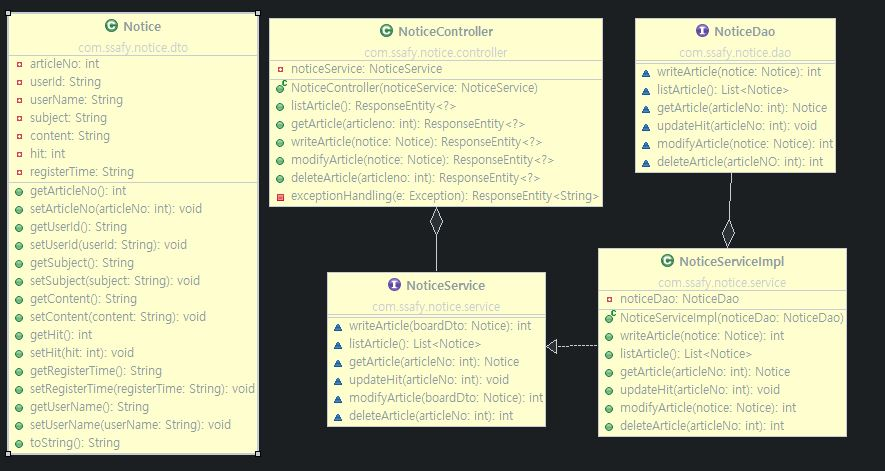 Notice
com.ssafy.notice.dto
articleNo: int
userId: String
userName: String
subject: String
content: String
hit: int
registerTime: String
getArticleNo(): int
setArticleNo(articleNo: int): void
getUserId(): String
setUserId(userId: String): void
getSubject(): String
setSubject(subject: String): void
getContent(): String
setContent(content: String): void
getHit(): int
setHit(hit: int): void
getRegisterTime(): String
setRegisterTime(registerTime: String): void
getUserName(): String
setUserName(userName: String): void
toString(): String
NoticeController
com.ssafy.notice.controller
noticeService: NoticeService
NoticeController(noticeService: NoticeService)
listArticle(): ResponseEntity<?>
getArticle(articleno: int): ResponseEntity<?>
writeArticle(notice: Notice): ResponseEntity<?>
modifyArticle(notice: Notice): ResponseEntity<?>
deleteArticle(articleno: int): ResponseEntity<?>
exceptionHandling(e: Exception): ResponseEntity<String>
NoticeDao
com.ssafy.notice.dao
writeArticle(notice: Notice): int
listArticle(): List<Notice>
getArticle(articleNo: int): Notice
updateHit(articleNo: int): void
modifyArticle(notice: Notice): int
deleteArticle(articleNO: int): int
NoticeService
com.ssafy.notice.service
writeArticle(boardDto: Notice): int
listArticle(): List<Notice>
getArticle(articleNo: int): Notice
updateHit(articleNo: int): void
modifyArticle(boardDto: Notice): int
deleteArticle(articleNo: int): int
NoticeServiceImpl
com.ssafy.notice.service
noticeDao: NoticeDao
NoticeServiceImpl(noticeDao: NoticeDao)
writeArticle(notice: Notice): int
listArticle(): List<Notice>
getArticle(articleNo: int): Notice
updateHit(articleNo: int): void
modifyArticle(notice: Notice): int
deleteArticle(articleNo: int): int